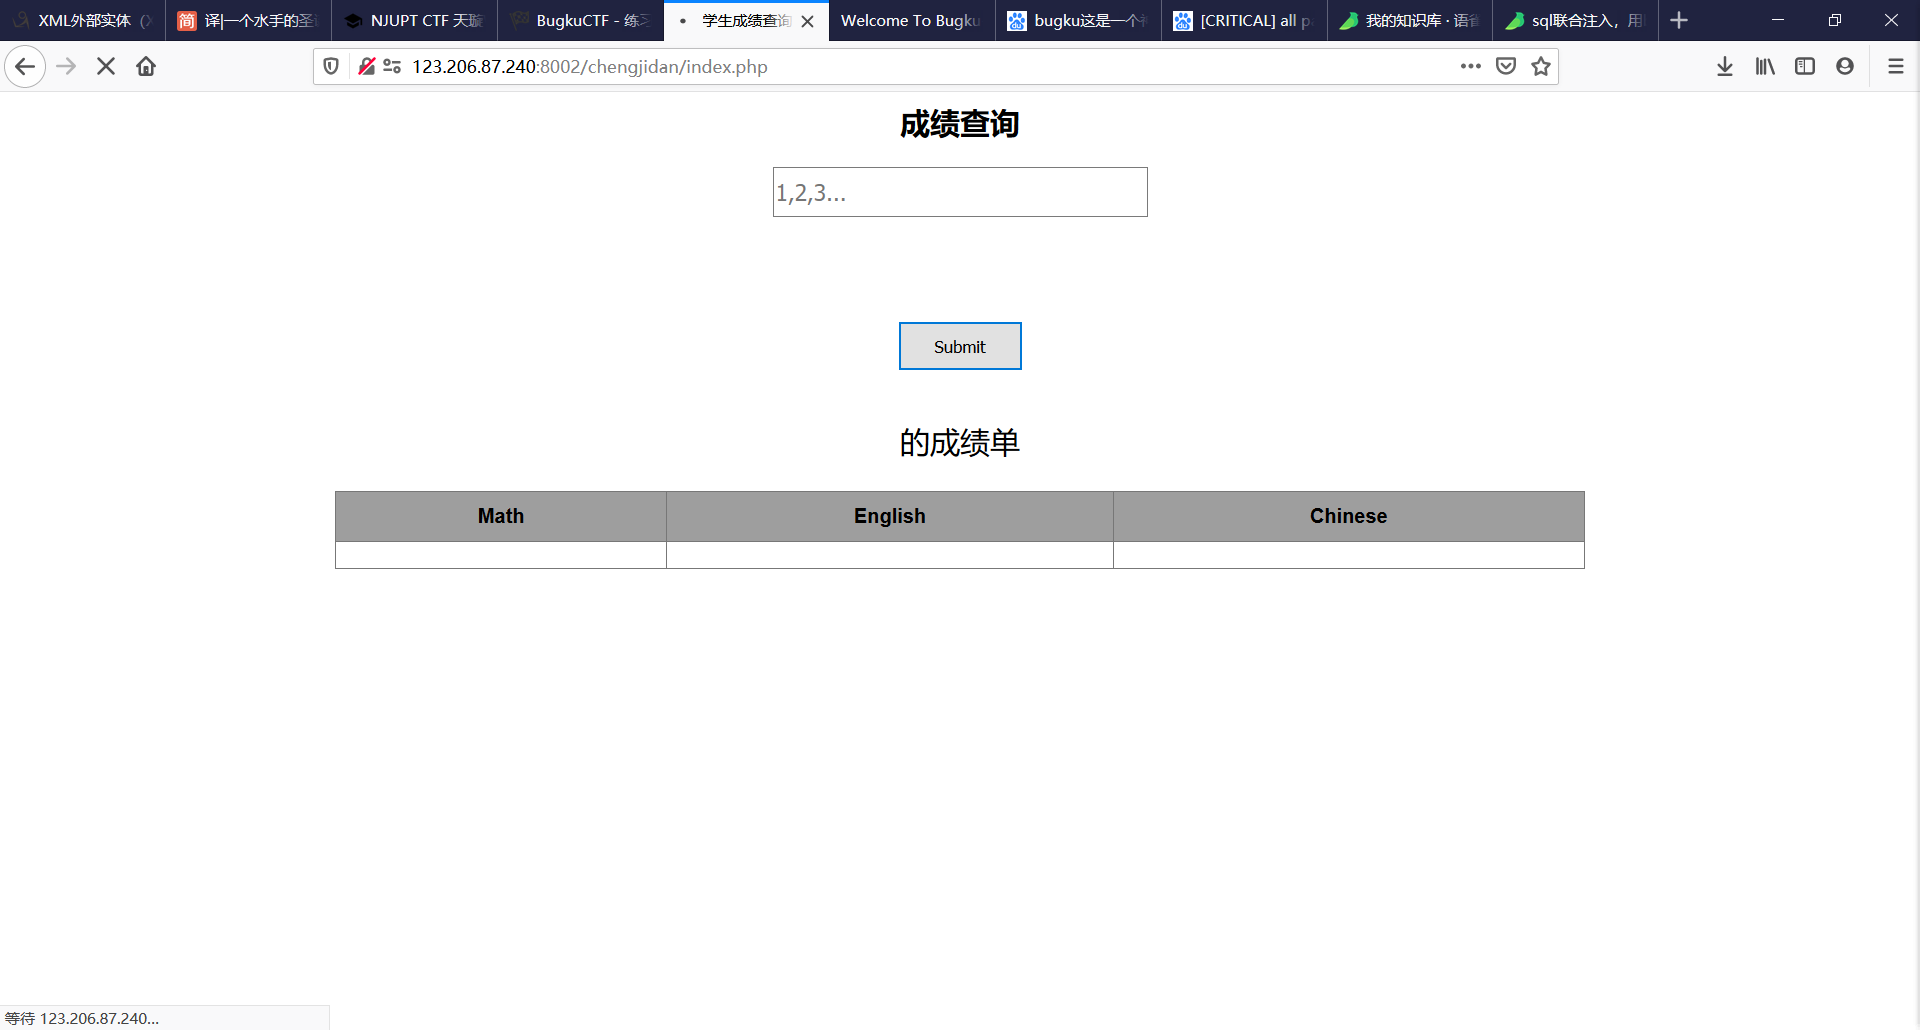 XML外部实体（
译|一个水手的圣
NJUPT CTF 天璇
BugkuCTF - 练习
学生成绩查询
Welcome To Bugku
bugku这是一个
[CRITICAL] all p
我的知识库 · 语雀
sql联合注入，用
123.206.87.240:8002/chengjidan/index.php
成绩查询
1,2,3...
Submit
的成绩单
Math English Chinese
等待 123.206.87.240...